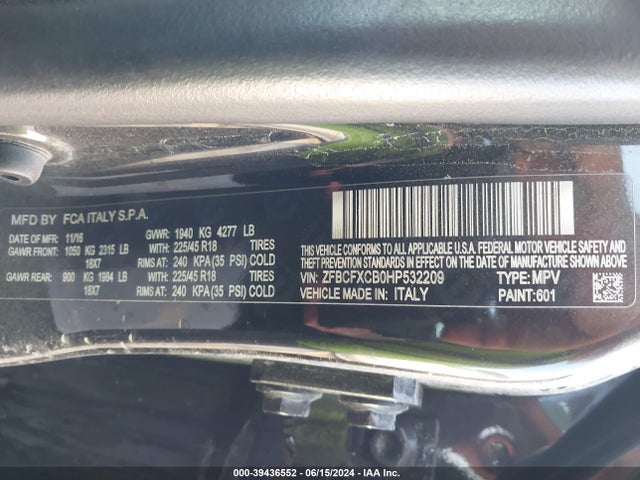 MFD BY FCA ITALY S.P.A.
DATE OF MFR: 11/16 GVWR: 1940 KG 4277 LB
GAWR FRONT: 1050 KG 2315 LB WITH: 225/45 R18 TIRES
18X7 RIMS AT: 240 KPA(35 PSI) COLD
GAWR REAR: 900 KG 1984 LB WITH: 225/45 R18 TIRES
18X7 RIMS AT: 240 KPA(35 PSI) COLD
THIS VEHICLE CONFORMS TO ALL APPLICABLE U.S.A. FEDERAL MOTOR VEHICLE SAFETY, BUMPER, AND
THEFT PREVENTION STANDARDS IN EFFECT ON THE DATE OF MANUFACTURE SHOWN ABOVE.
VIN: ZFBCFXCB0HP532209 TYPE: MPV
VEHICLE MADE IN: ITALY PAINT: 601
000-39436552 - 06/15/2024 - IAA Inc.